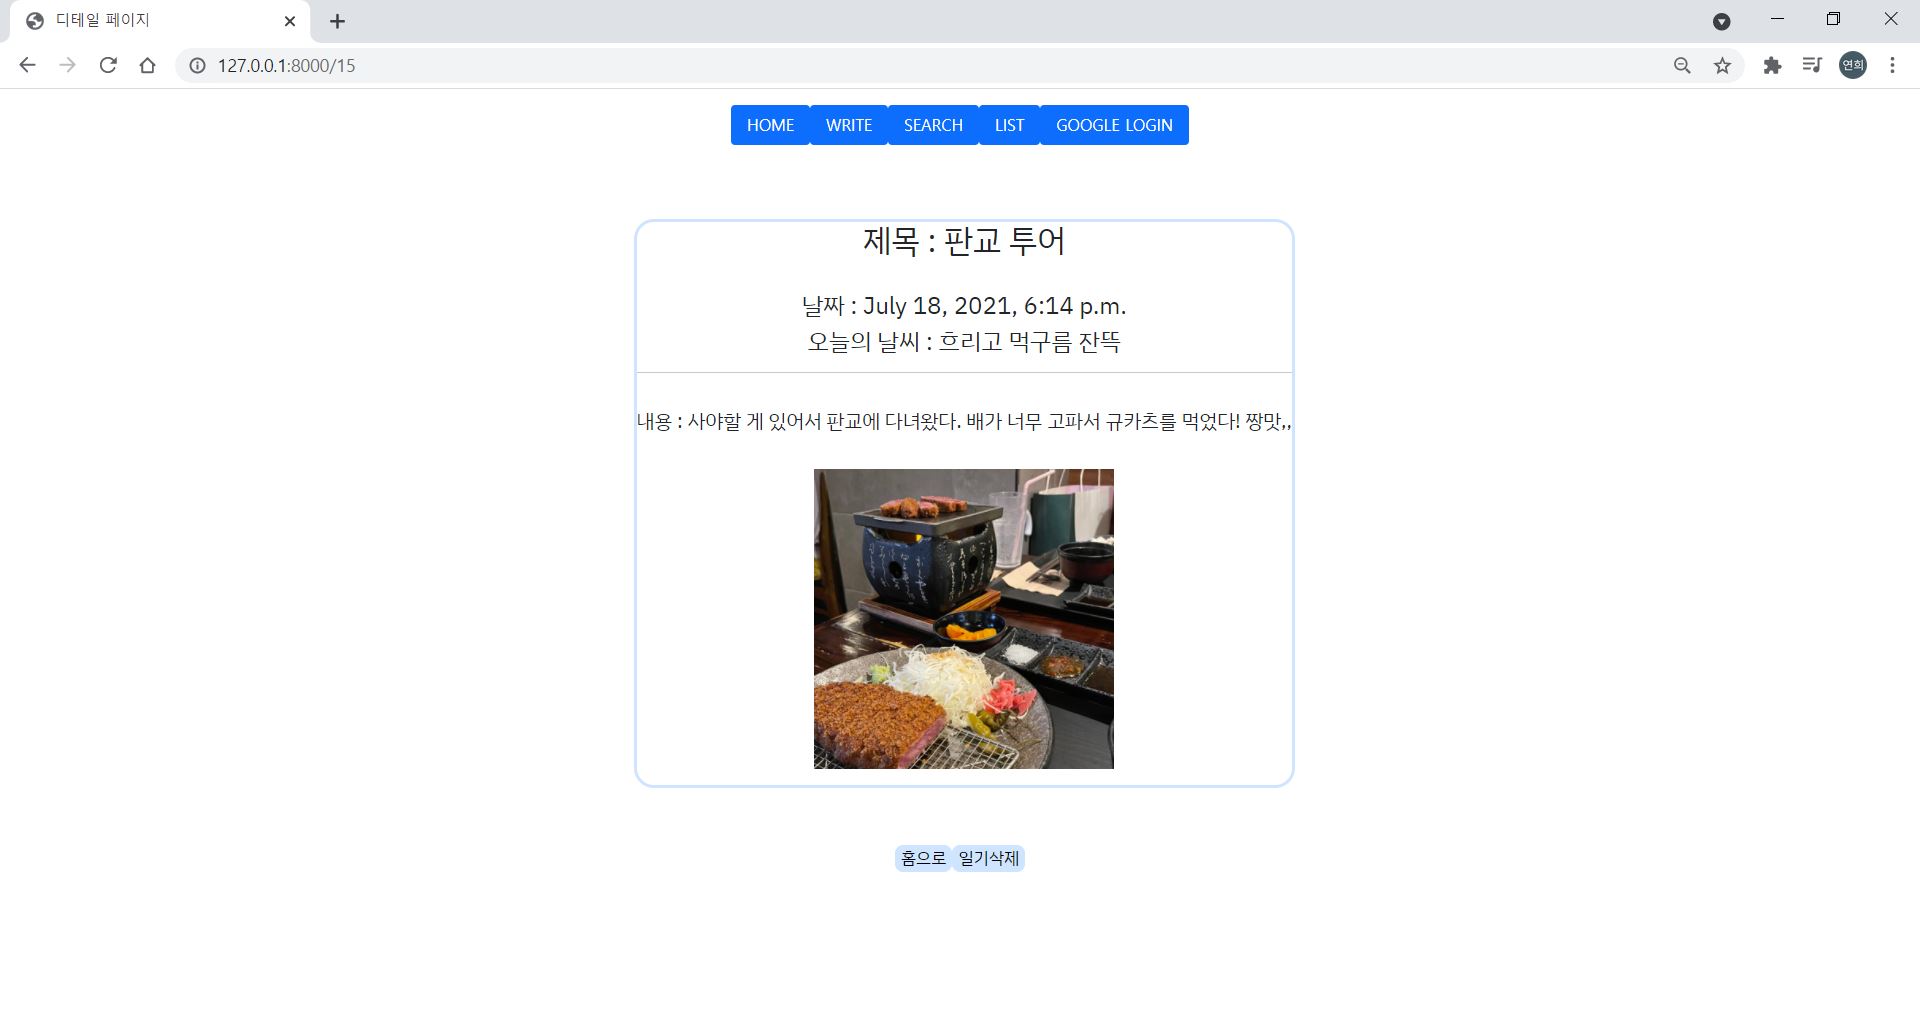 디테일 페이지
127.0.0.1:8000/15
연희
HOME WRITE SEARCH LIST GOOGLE LOGIN
제목 : 판교 투어
날짜 : July 18, 2021, 6:14 p.m.
오늘의 날씨 : 흐리고 먹구름 잔뜩
내용 : 사야할 게 있어서 판교에 다녀왔다. 배가 너무 고파서 규카츠를 먹었다! 짱맛,,
홈으로 일기삭제